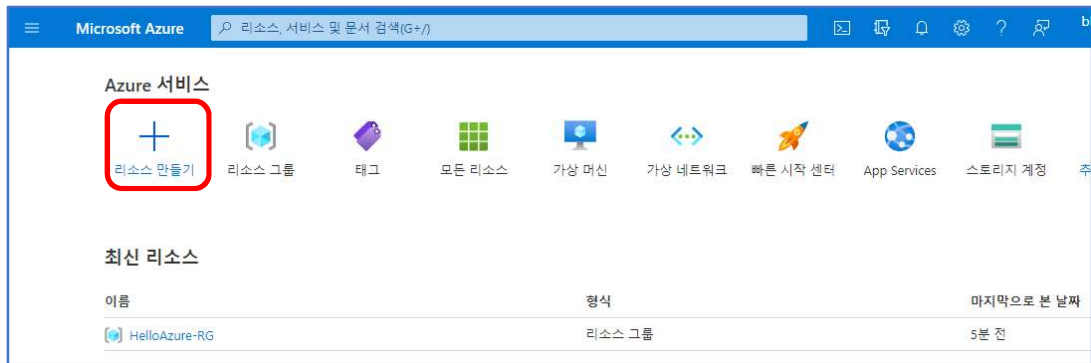 Microsoft Azure 리소스, 서비스 및 문서 검색(G+/) b
Azure 서비스
리소스 만들기 리소스 그룹 태그 모든 리소스 가상 머신 가상 네트워크 빠른 시작 센터 App Services 스토리지 계정 추
최신 리소스
이름 형식 마지막으로 본 날짜
HelloAzure-RG 리소스 그룹 5분 전